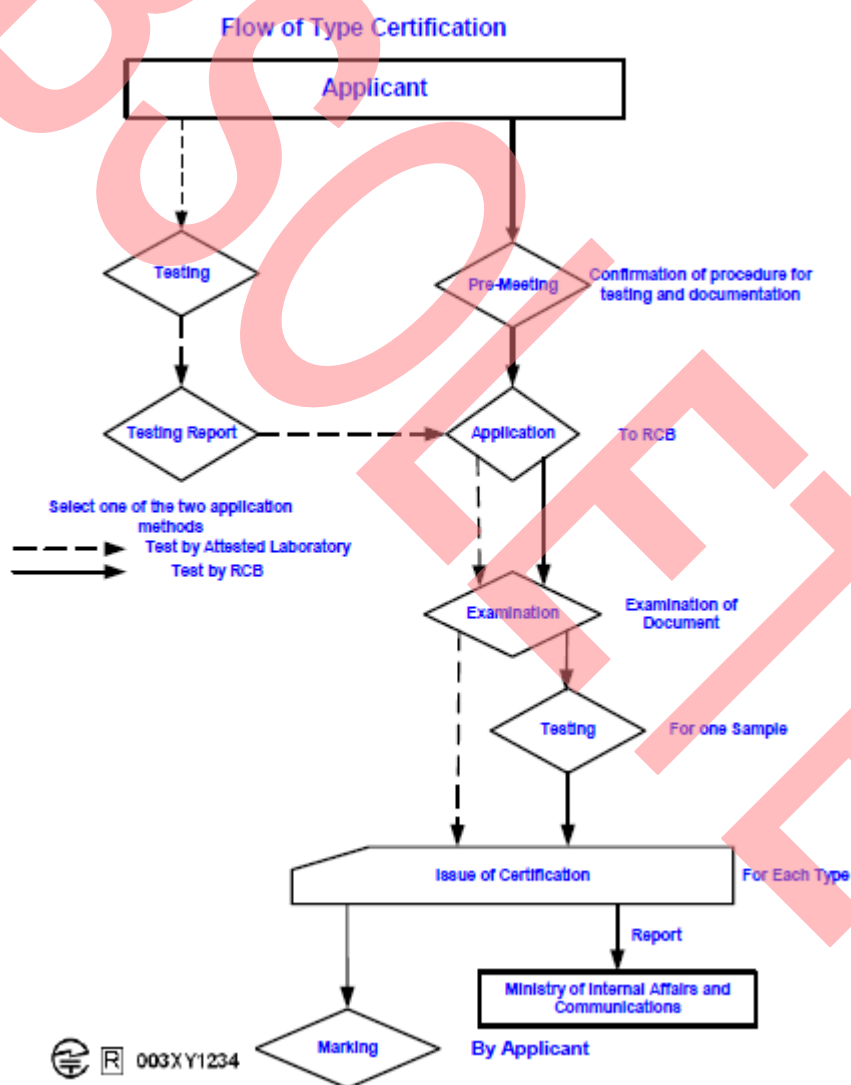 Flow of Type Certification
Applicant
Testing
Pre-Meeting
Confirmation of procedure for
testing and documentation
Testing Report
Application
To RCB
Select one of the two application
methods
Test by Attested Laboratory
Test by RCB
Examination
Examination of
Document
Testing
For one Sample
Issue of Certification
For Each Type
Report
Ministry of Internal Affairs and
Communications
Marking
By Applicant
R 003XY1234
OBSOLETE